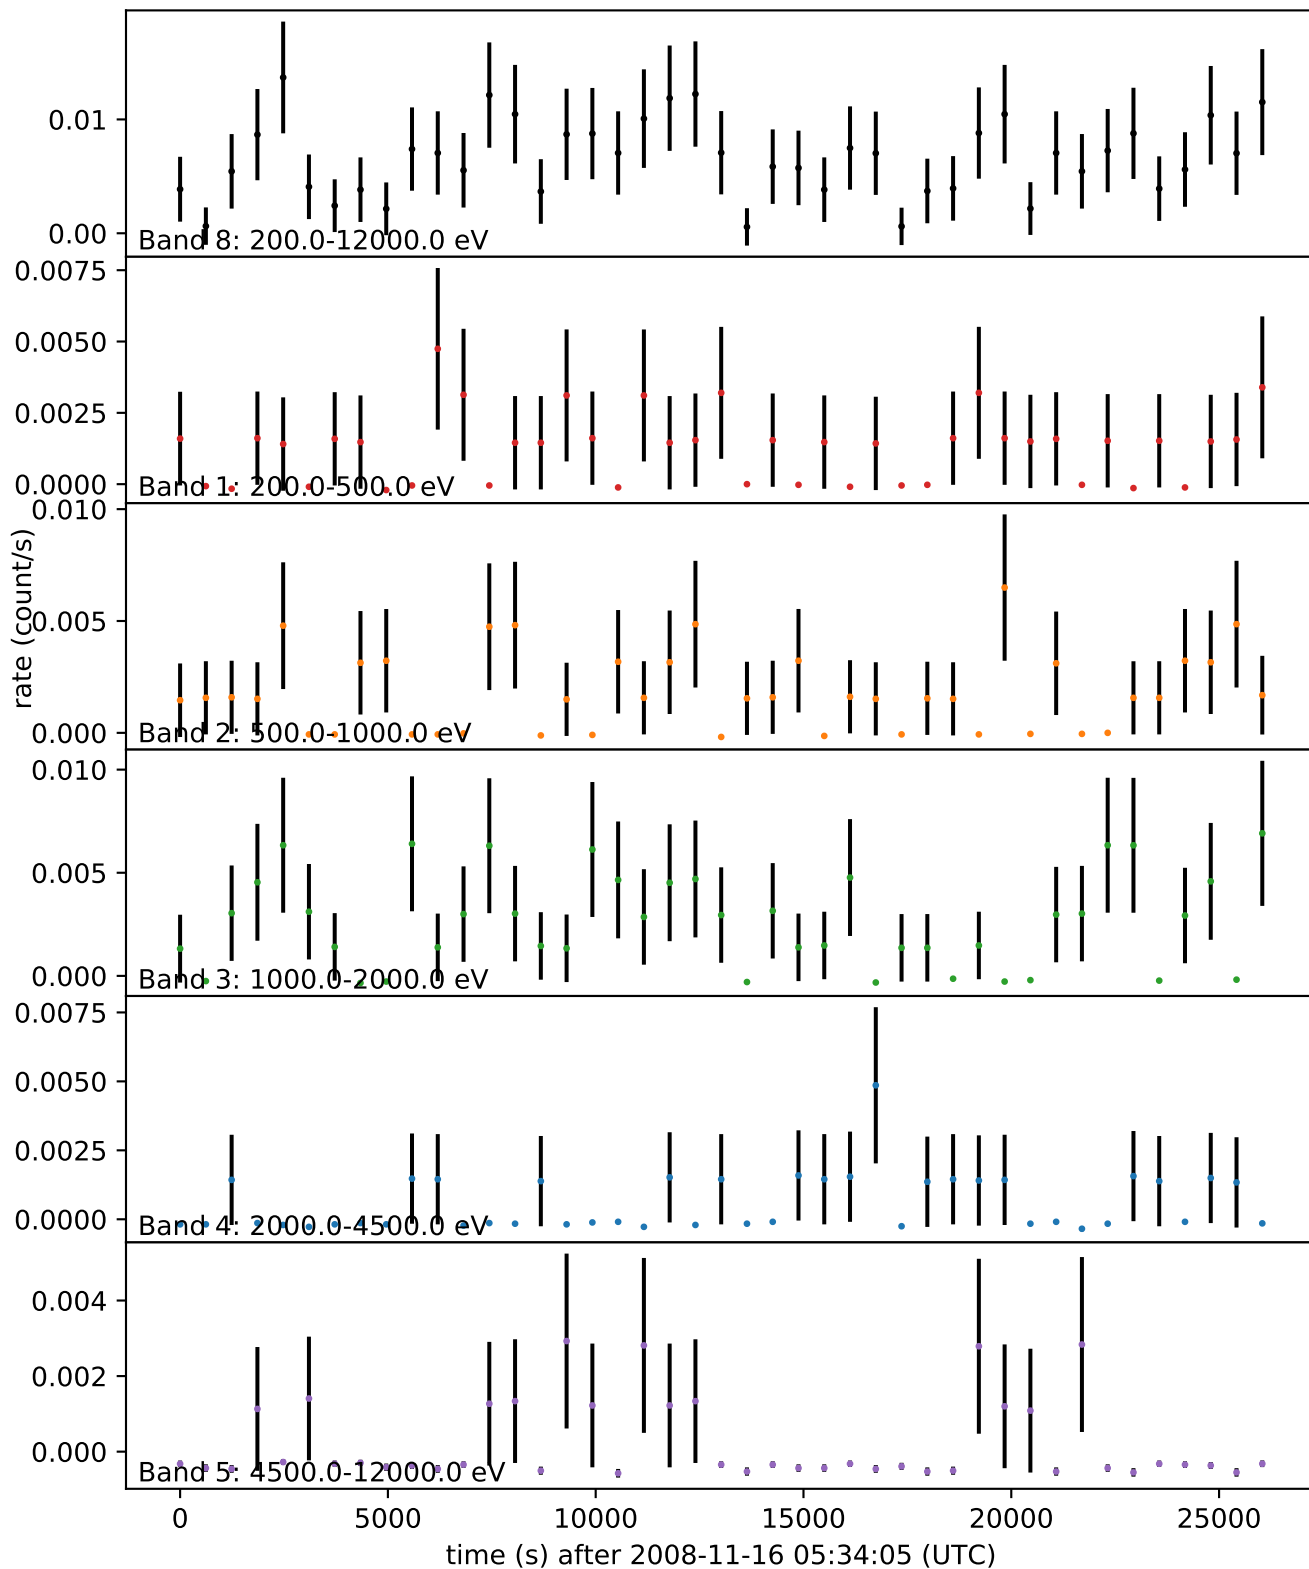 0.01
0.00
Band 8: 200.0-12000.0 eV
0.0075
0.0050
0.0025
0.0000
Band 1: 200.0-500.0 eV
0.010
0.005
0.000
Band 2: 500.0-1000.0 eV
rate (count/s)
0.010
0.005
0.000
Band 3: 1000.0-2000.0 eV
0.0075
0.0050
0.0025
0.0000
Band 4: 2000.0-4500.0 eV
0.004
0.002
0.000
Band 5: 4500.0-12000.0 eV
0 5000 10000 15000 20000 25000
time (s) after 2008-11-16 05:34:05 (UTC)